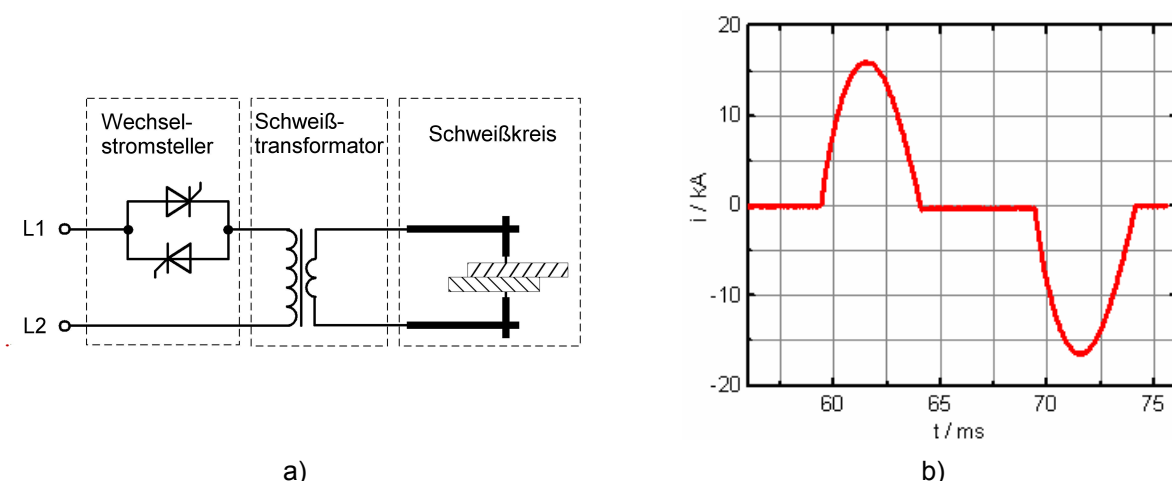 Wechsel-
stromsteller
Schweiß-
transformator
Schweißkreis
L1
L2
a)
20
10
0
-10
-20
i / kA
60
65
70
75
t / ms
b)